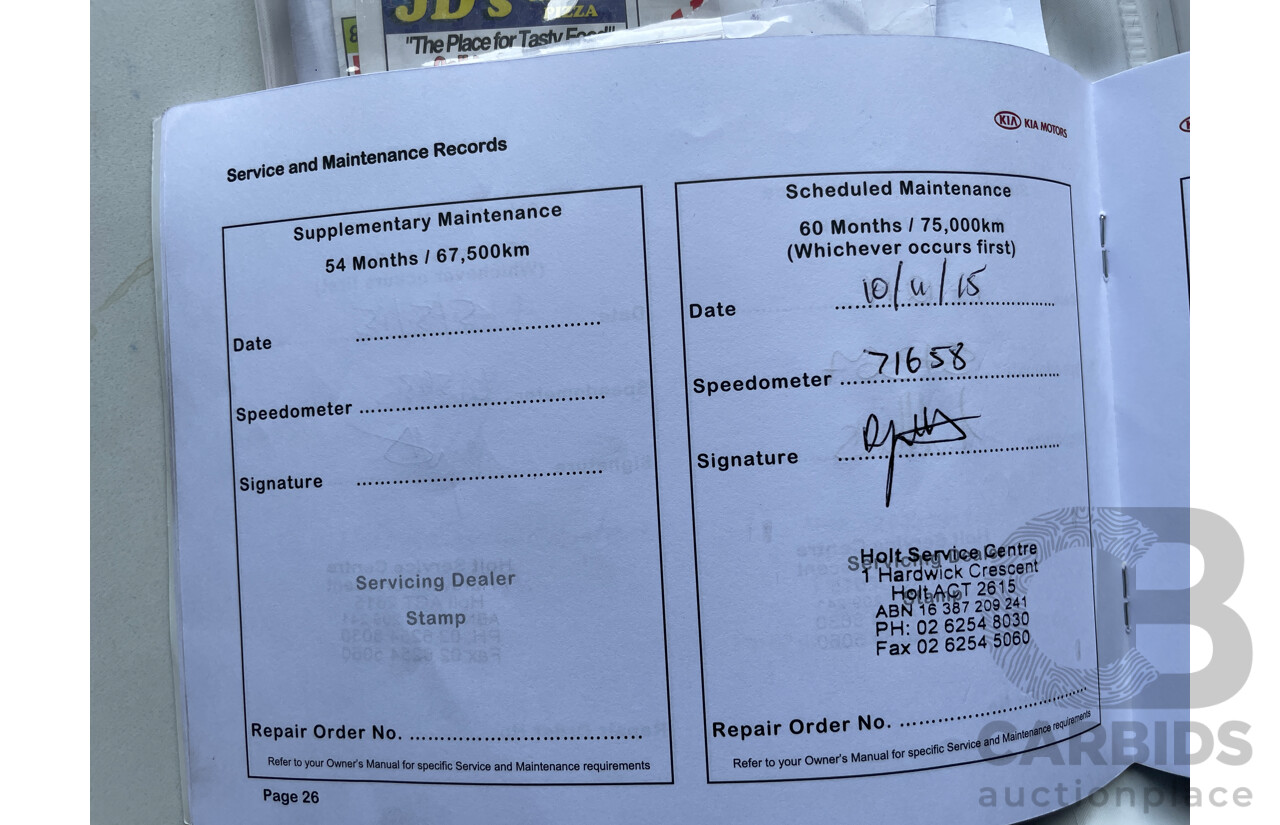 JD's
PIZZA
"The Place for Tasty Food"
KIA KIA MOTORS
Service and Maintenance Records
Supplementary Maintenance
54 Months / 67,500km
Date
Speedometer
Signature
Servicing Dealer
Stamp
Repair Order No.
Refer to your Owner's Manual for specific Service and Maintenance requirements
Page 26
Scheduled Maintenance
60 Months / 75,000km
(Whichever occurs first)
Date 10/11/15
Speedometer 71658
Signature
Servicing Dealer
Stamp
Holt Service Centre
1 Hardwick Crescent
Holt ACT 2615
ABN 16 387 209 241
PH: 02 6254 8030
Fax 02 6254 5060
Repair Order No.
Refer to your Owner's Manual for specific Service and Maintenance requirements
CARBIDS
auctionplace